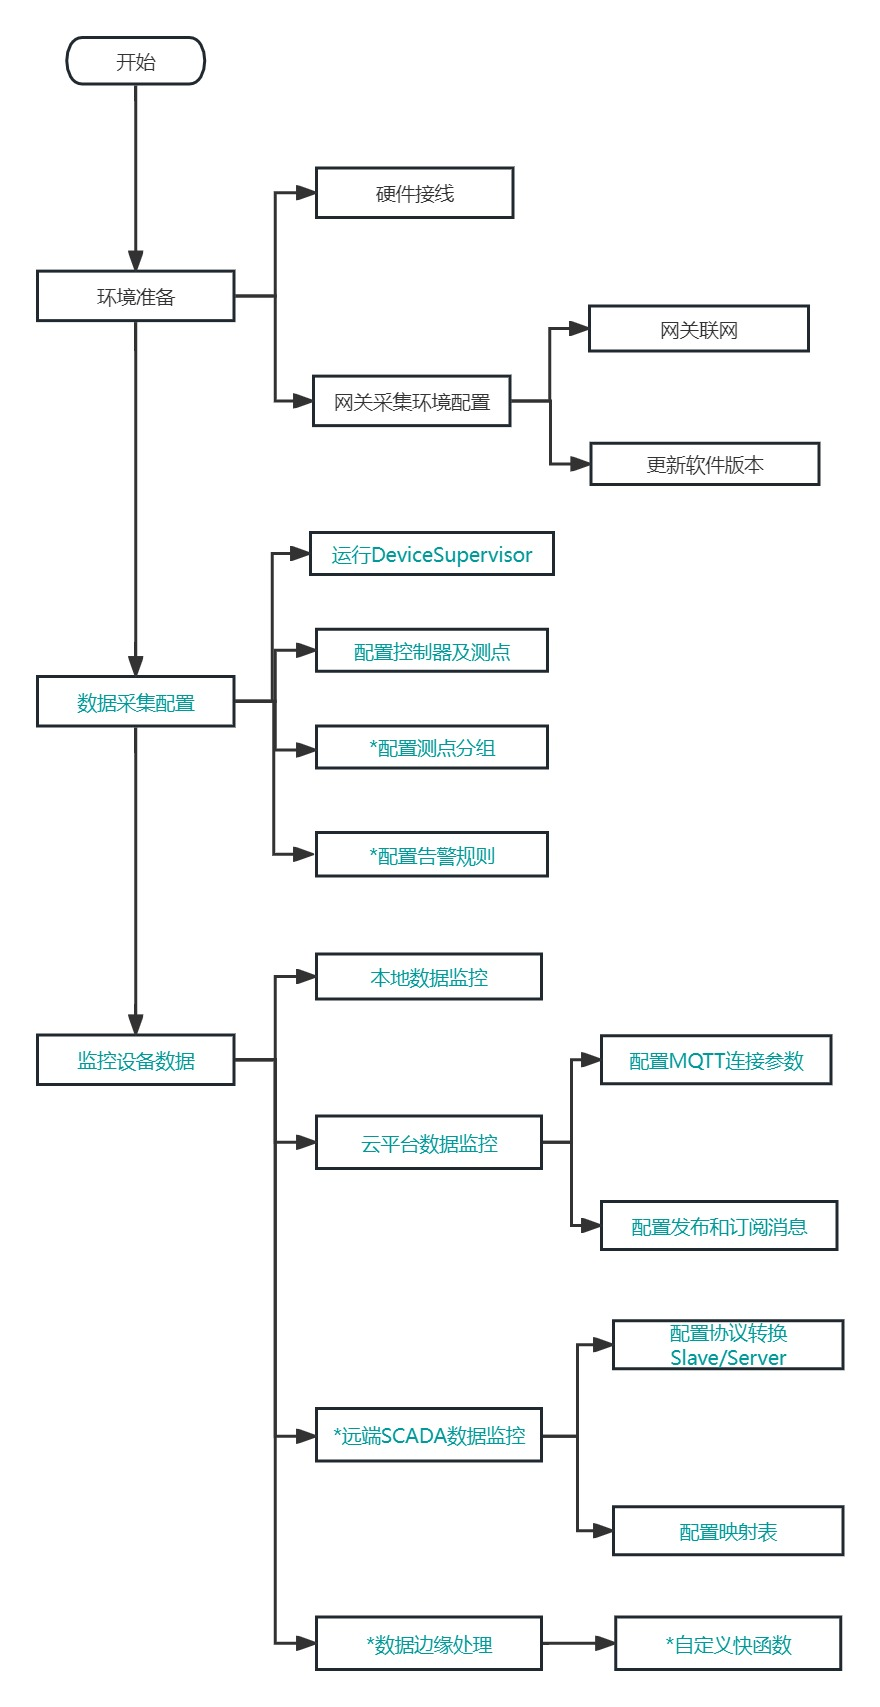 开始
硬件接线
环境准备
网关联网
网关采集环境配置
更新软件版本
运行DeviceSupervisor
配置控制器及测点
数据采集配置
*配置测点分组
*配置告警规则
本地数据监控
监控设备数据
配置MQTT连接参数
云平台数据监控
配置发布和订阅消息
配置协议转换
Slave/Server
*远端SCADA数据监控
配置映射表
*数据边缘处理
*自定义快函数